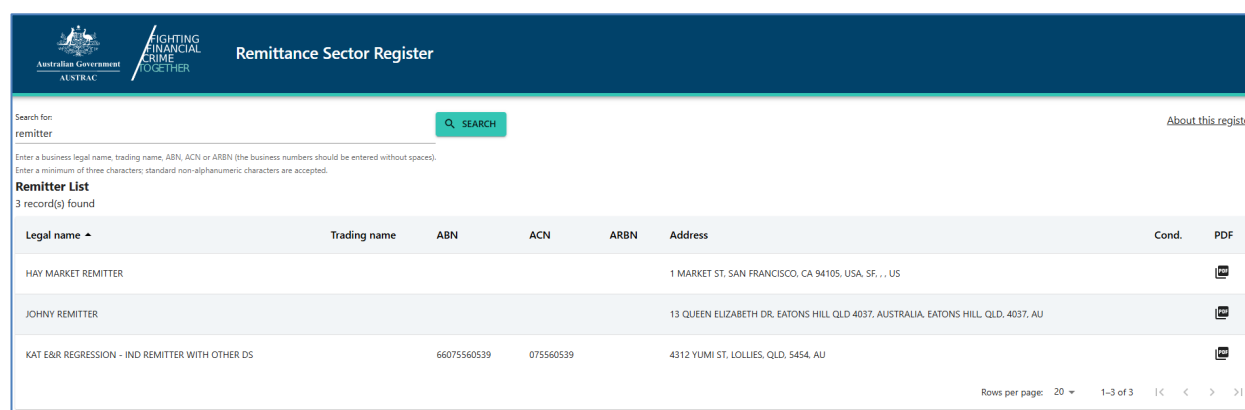 Australian Government
AUSTRAC
FIGHTING
FINANCIAL
CRIME
TOGETHER
Remittance Sector Register
Search for:
remitter
SEARCH
About this registe
Enter a business legal name, trading name, ABN, ACN or ARBN (the business numbers should be entered without spaces).
Enter a minimum of three characters; standard non-alphanumeric characters are accepted.
Remitter List
3 record(s) found
Legal name Trading name ABN ACN ARBN Address Cond. PDF
HAY MARKET REMITTER 1 MARKET ST, SAN FRANCISCO, CA 94105, USA, SF, , , US PDF
JOHNY REMITTER 13 QUEEN ELIZABETH DR, EATONS HILL QLD 4037, AUSTRALIA, EATONS HILL, QLD, 4037, AU PDF
KAT E&R REGRESSION - IND REMITTER WITH OTHER DS 66075560539 075560539 4312 YUMI ST, LOLLIES, QLD, 5454, AU PDF
Rows per page: 20 1–3 of 3